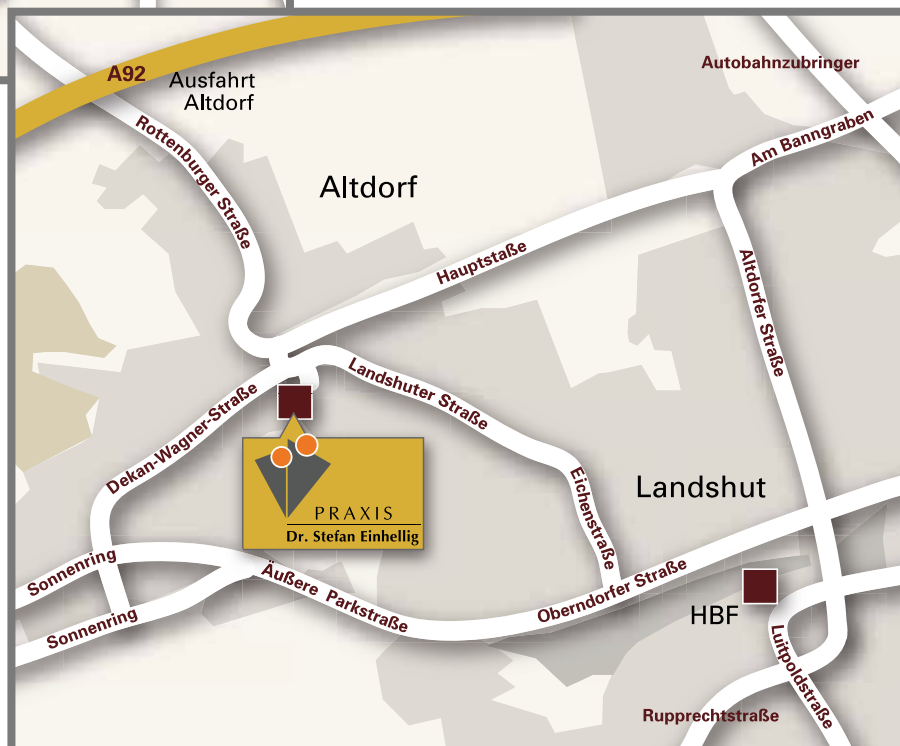 A92
Ausfahrt
Altdorf
Autobahnzubringer
Rottenburger Straße
Am Banngraben
Altdorf
Hauptstaße
Altdorfer Straße
Landshuter Straße
Dekan-Wagner-Straße
Eichenstraße
Landshut
PRAXIS
Dr. Stefan Einhellig
Sonnenring
Äußere Parkstraße
Oberndorfer Straße
Sonnenring
HBF
Luitpoldstraße
Rupprechtstraße